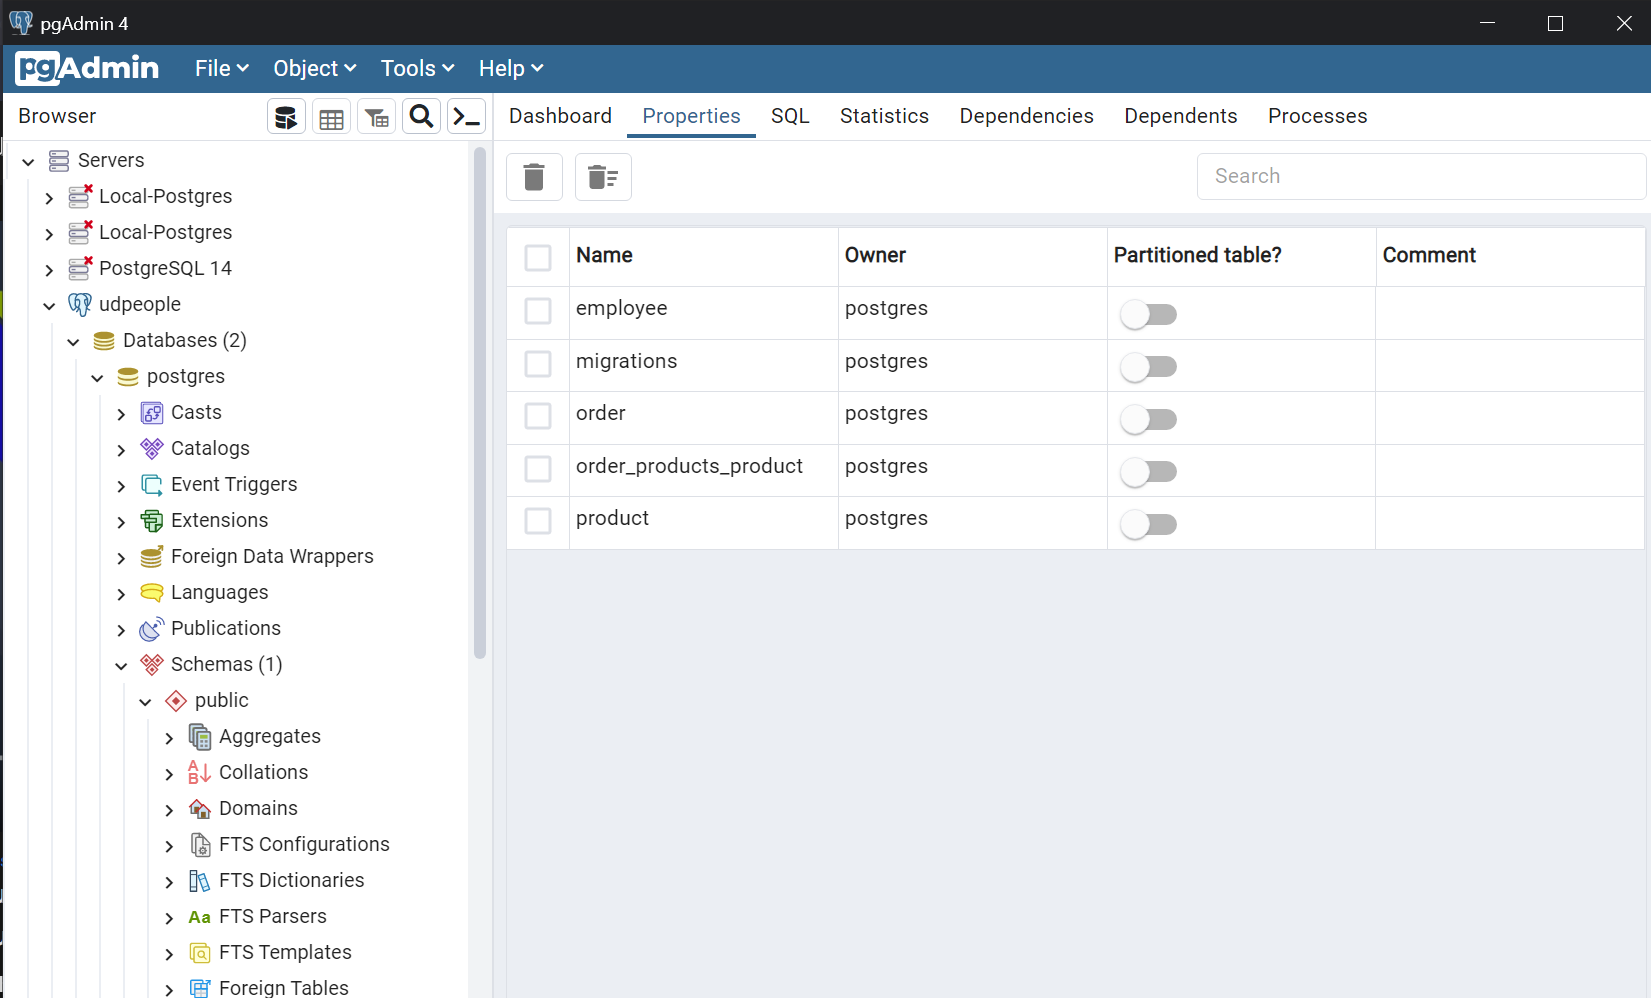 pgAdmin 4
pgAdmin File Object Tools Help
Browser
Dashboard Properties SQL Statistics Dependencies Dependents Processes
Servers
Local-Postgres
Local-Postgres
PostgreSQL 14
udpeople
Databases (2)
postgres
Casts
Catalogs
Event Triggers
Extensions
Foreign Data Wrappers
Languages
Publications
Schemas (1)
public
Aggregates
Collations
Domains
FTS Configurations
FTS Dictionaries
Aa FTS Parsers
FTS Templates
Foreign Tables
Search
Name Owner Partitioned table? Comment
employee postgres
migrations postgres
order postgres
order_products_product postgres
product postgres